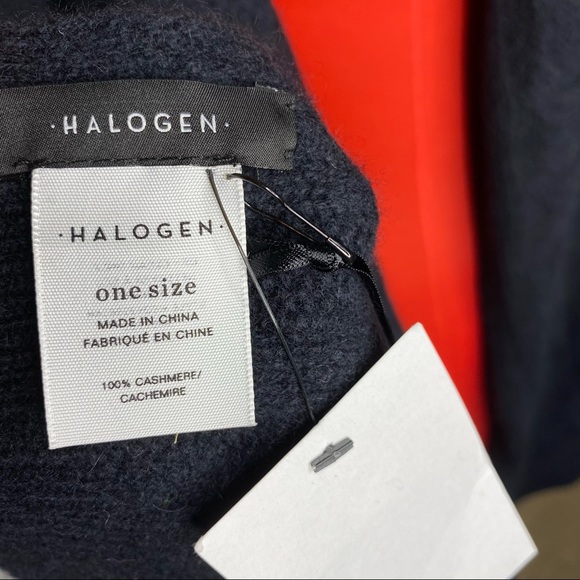 ·HALOGEN·
·HALOGEN·
one size
MADE IN CHINA
FABRIQUÉ EN CHINE
100% CASHMERE/
CACHEMIRE